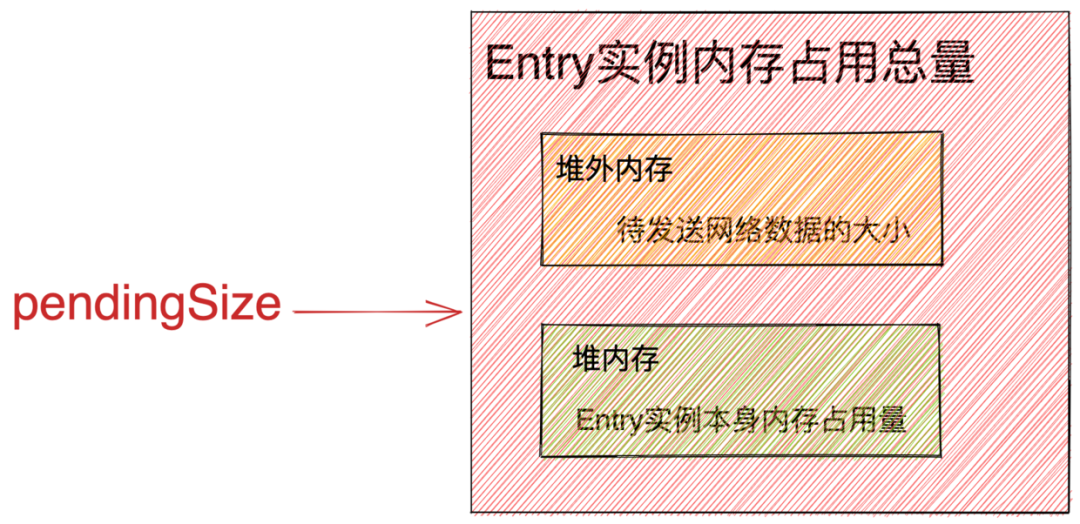 Entry实例内存占用总量
堆外内存
待发送网络数据的大小
pendingSize
堆内存
Entry实例本身内存占用量